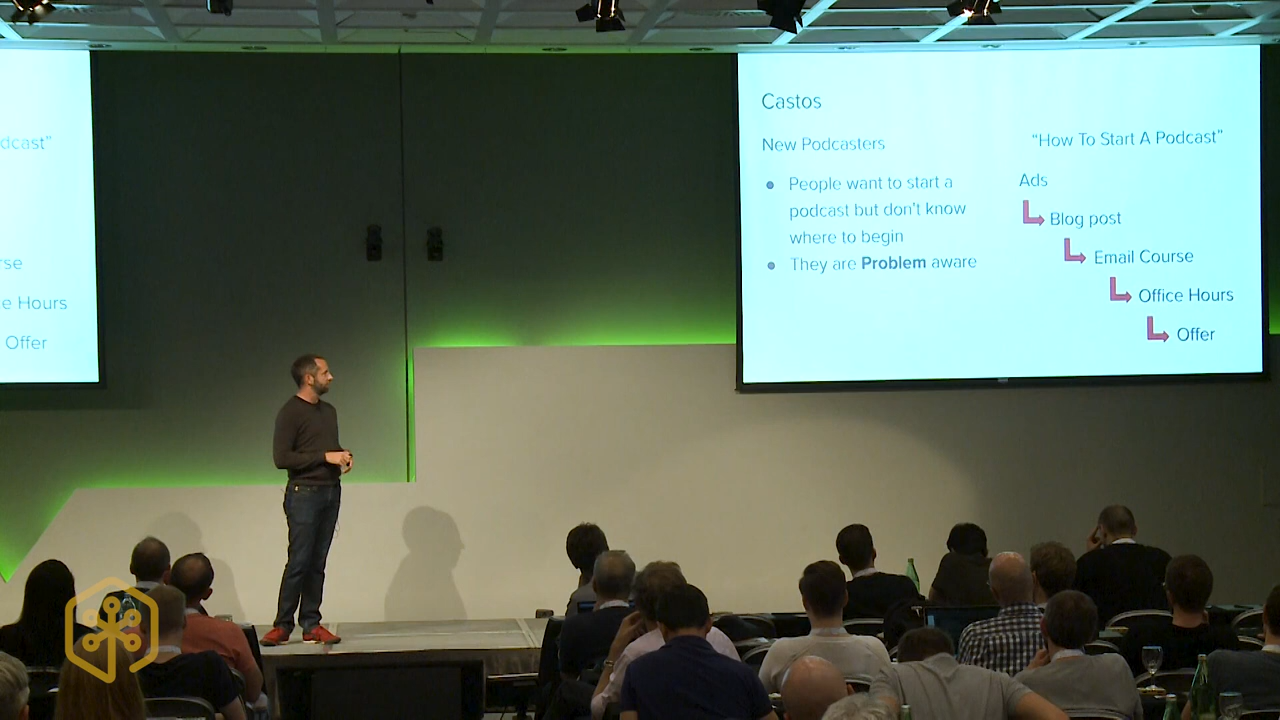 dcast”
se
e Hours
Offer
Castos
New Podcasters
• People want to start a
podcast but don't know
where to begin
• They are Problem aware
“How To Start A Podcast”
Ads
Blog post
Email Course
Office Hours
Offer